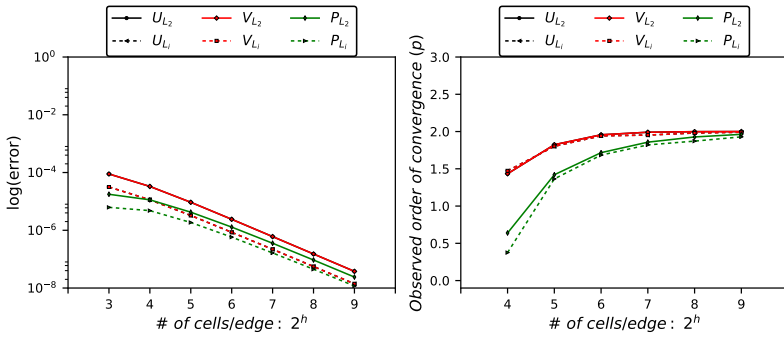 U_{L_2} V_{L_2} P_{L_2}
U_{L_i} V_{L_i} P_{L_i}
10^0
10^{-2}
10^{-4}
10^{-6}
10^{-8}
log(error)
3 4 5 6 7 8 9
# of cells/edge: 2^h
U_{L_2} V_{L_2} P_{L_2}
U_{L_i} V_{L_i} P_{L_i}
3.0
2.5
2.0
1.5
1.0
0.5
0.0
Observed order of convergence (p)
4 5 6 7 8 9
# of cells/edge: 2^h